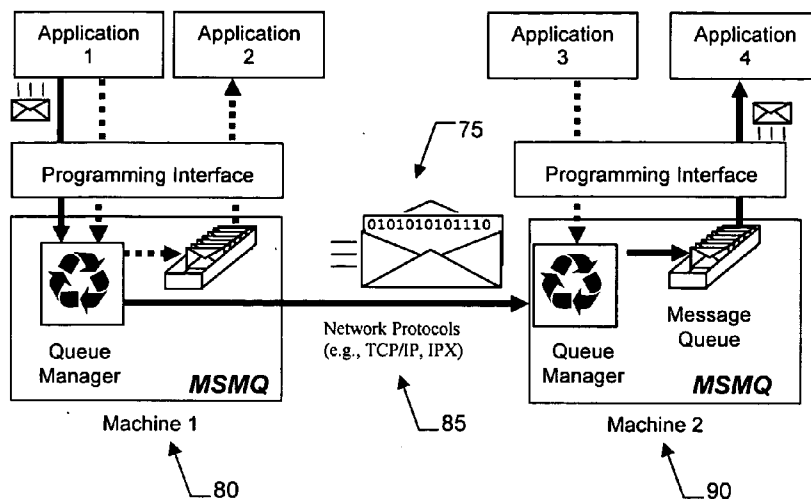 Application
1
Application
2
Application
3
Application
4
75
Programming Interface
Programming Interface
0101010101110
Queue
Manager
MSMQ
Network Protocols
(e.g., TCP/IP, IPX)
Queue
Manager
Message
Queue
MSMQ
Machine 1
85
Machine 2
80
90